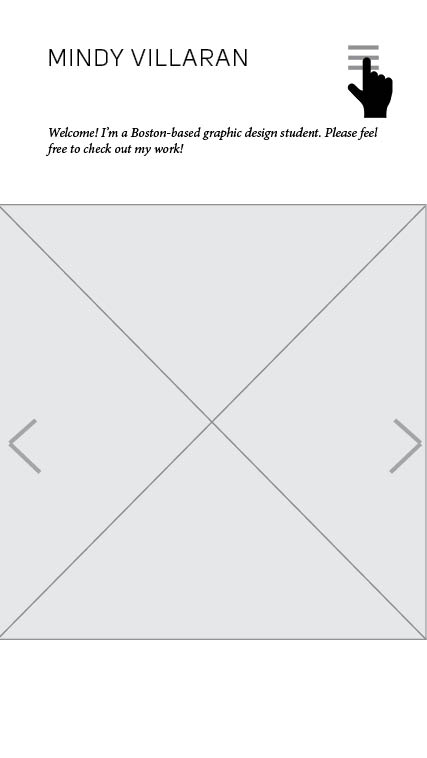 MINDY VILLARAN
Welcome! I'm a Boston-based graphic design student. Please feel
free to check out my work!